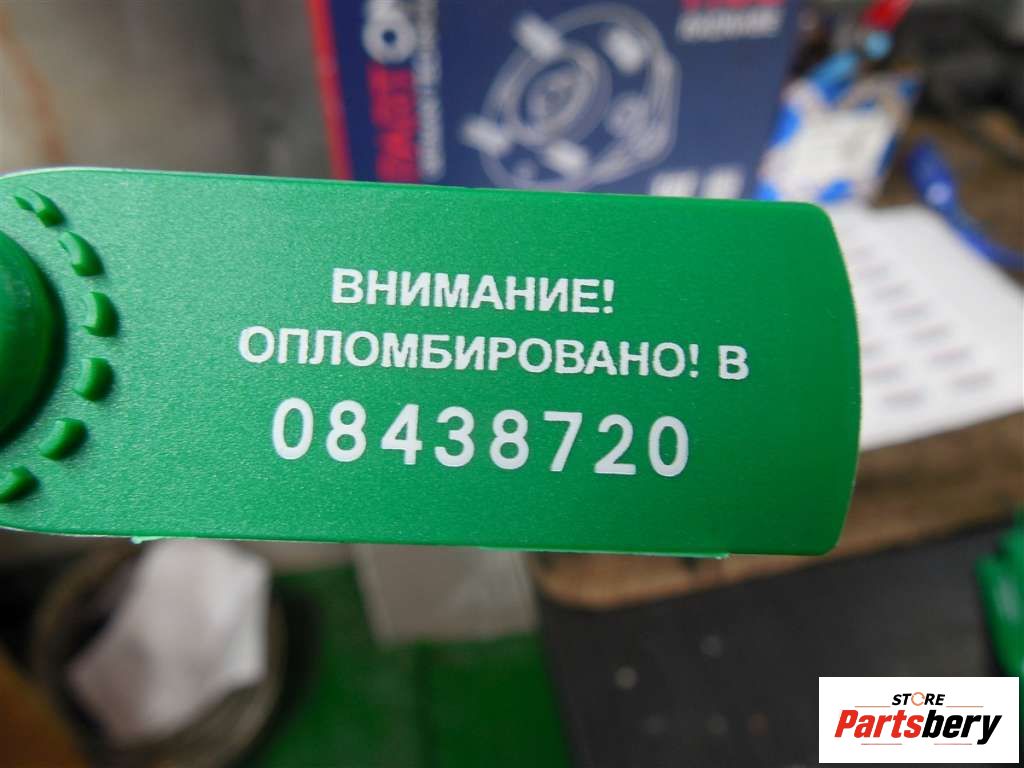 ВНИМАНИЕ!
ОПЛОМБИРОВАНО! В
08438720
STORE
Partsbery